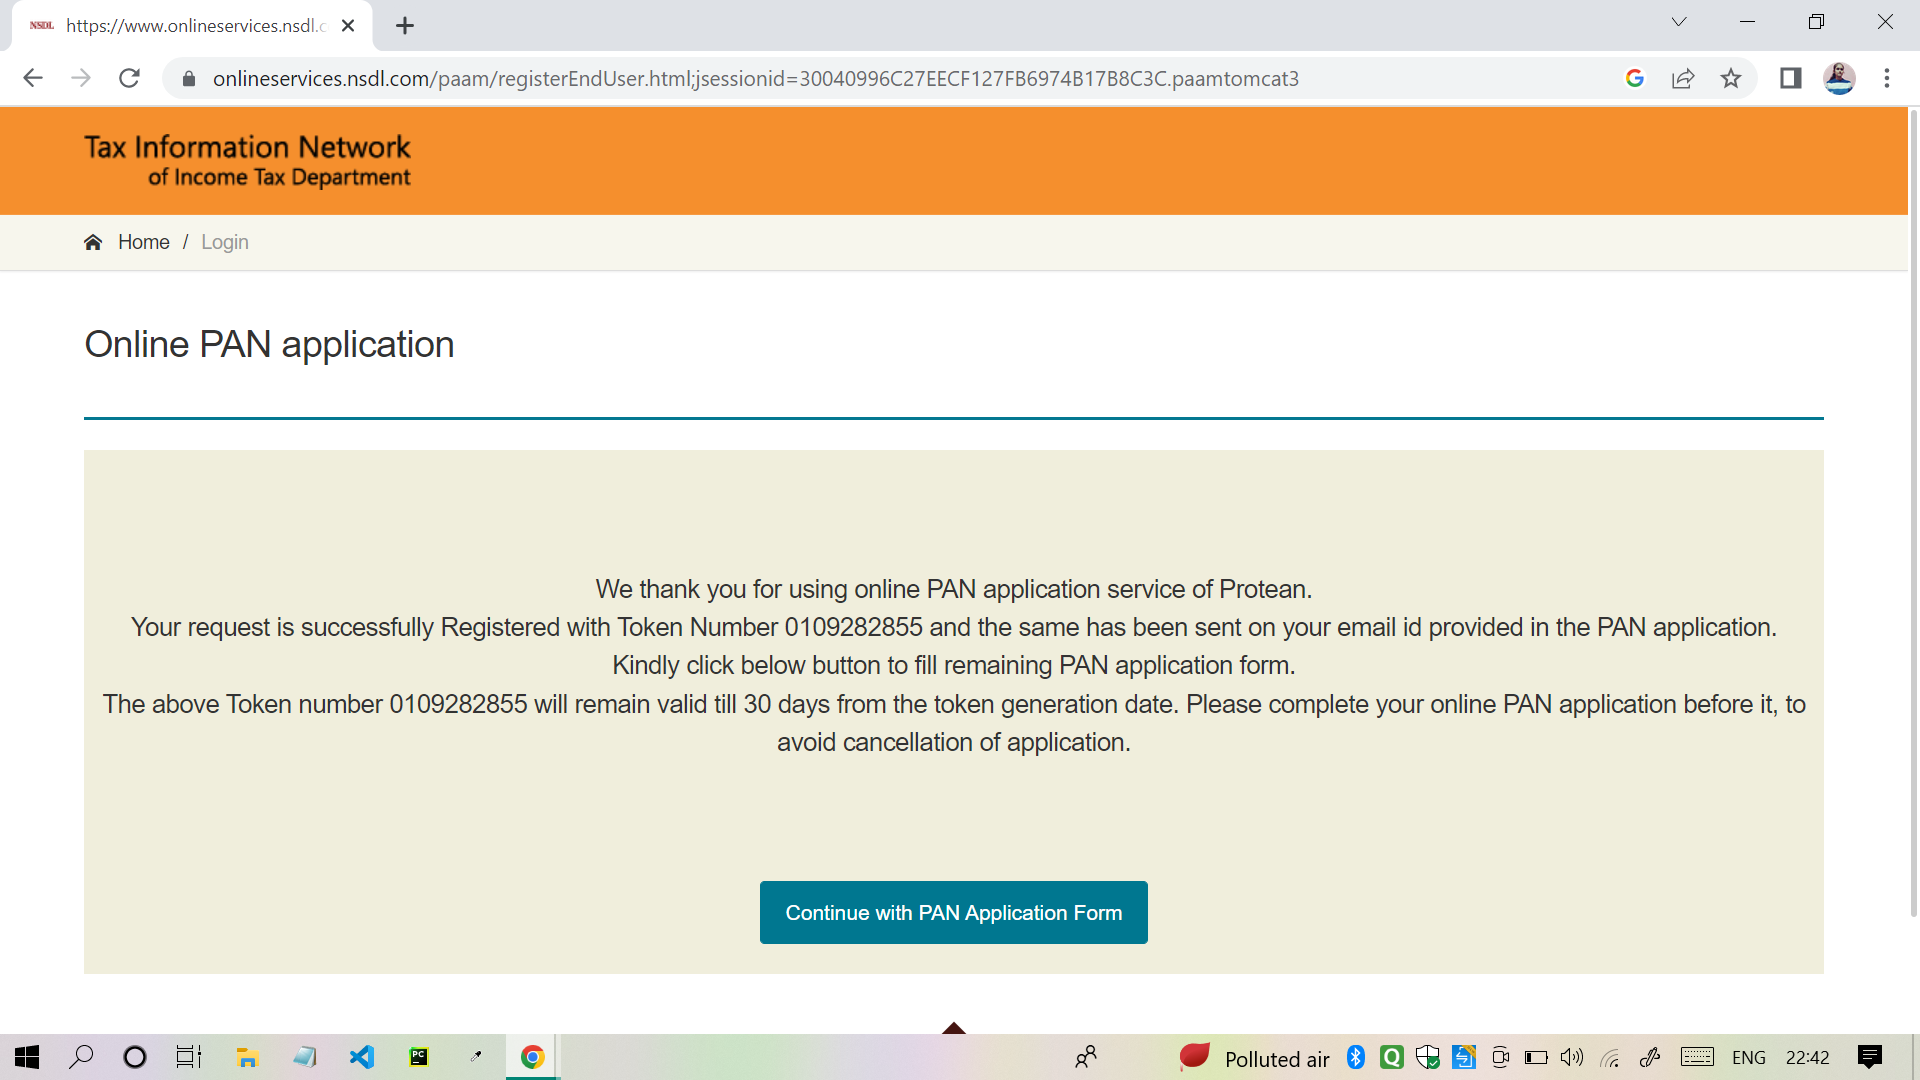 NSDL https://www.onlineservices.nsdl.c
onlineservices.nsdl.com/paam/registerEndUser.html;jsessionid=30040996C27EECF127FB6974B17B8C3C.paamtomcat3
Tax Information Network
of Income Tax Department
Home / Login
Online PAN application
We thank you for using online PAN application service of Protean.
Your request is successfully Registered with Token Number 0109282855 and the same has been sent on your email id provided in the PAN application.
Kindly click below button to fill remaining PAN application form.
The above Token number 0109282855 will remain valid till 30 days from the token generation date. Please complete your online PAN application before it, to
avoid cancellation of application.
Continue with PAN Application Form
PC Polluted air Q ENG 22:42